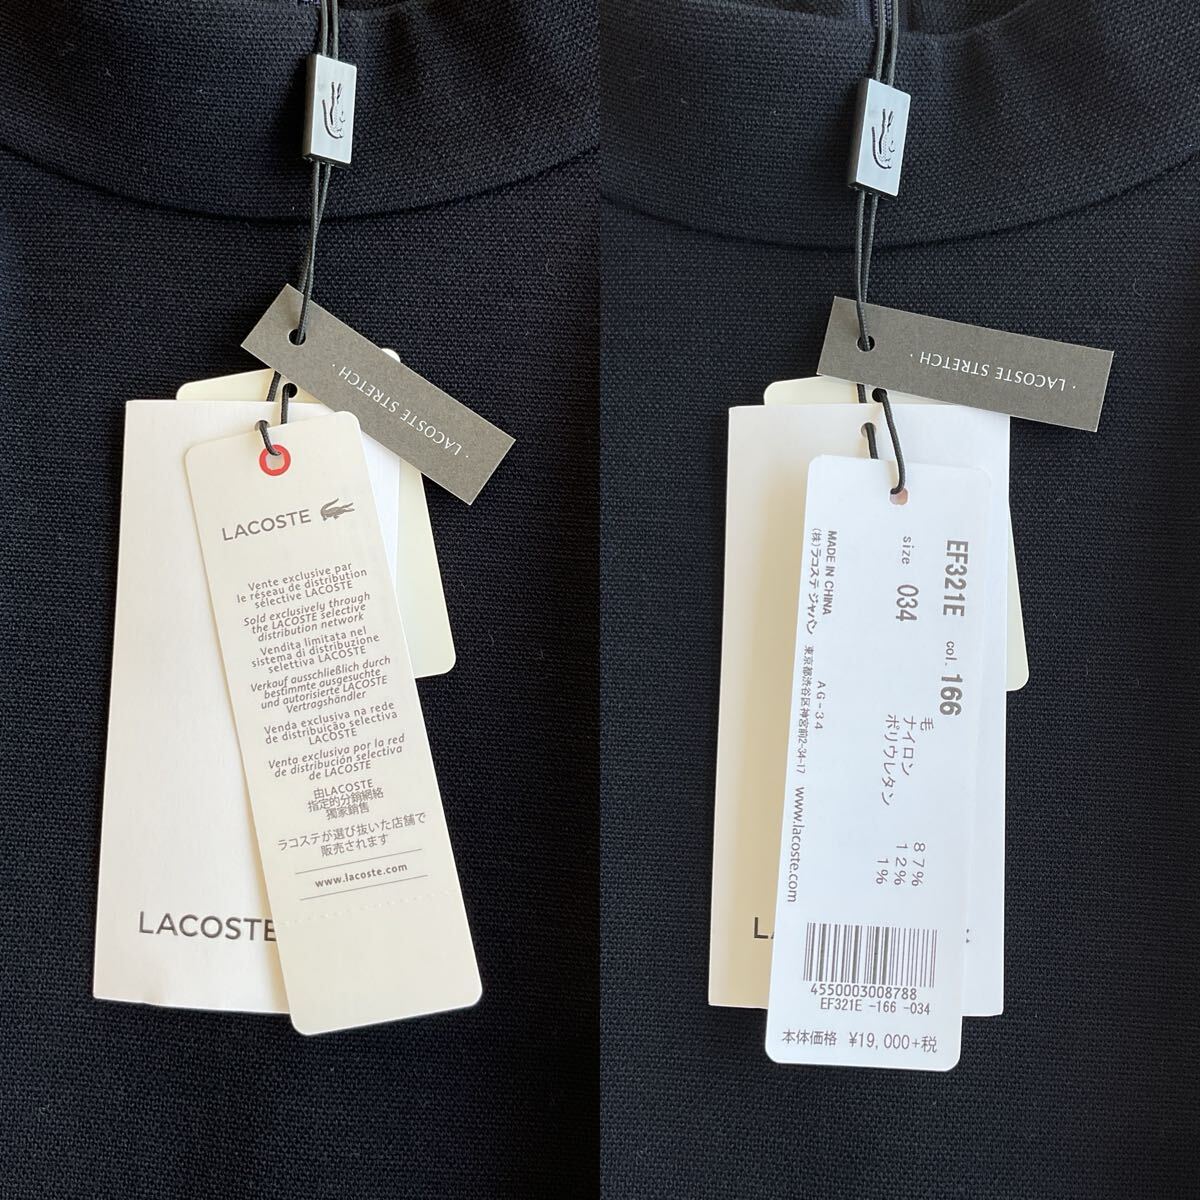 · LACOSTE STRETCH ·
LACOSTE
Vente exclusive par
le réseau de distribution
sélective LACOSTE
Sold exclusively through
the LACOSTE selective
distribution network
Vendita limitata nel
sistema di distribuzione
selettiva LACOSTE
Verkauf ausschließlich durch
bestimmte ausgesuchte
und autorisierte LACOSTE
Vertragshändler
Venda exclusiva na rede
de distribuição selectiva
LACOSTE
Venta exclusiva por la red
de distribución selectiva
de LACOSTE
由LACOSTE
指定的分銷網絡
獨家銷售
ラコステが選び抜いた店舗で
販売されます
www.lacoste.com
LACOSTE
· LACOSTE STRETCH ·
EF321E col. 166
size 034
毛 87%
ナイロン 12%
ポリウレタン 1%
AG-34
MADE IN CHINA
(株)ラコステ ジャパン 東京都渋谷区神宮前2-34-17 www.lacoste.com
4550003008788
EF321E -166 -034
本体価格 ¥19,000+税